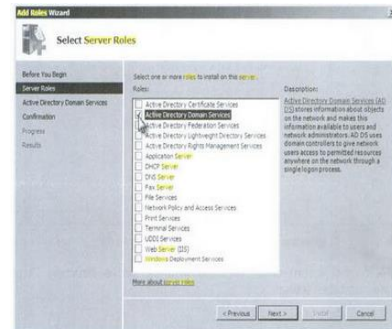 Add Roles Wizard
Select Server Roles
Before You Begin
Server Roles
Active Directory Domain Services
Confirmation
Progress
Results
Select one or more roles to install on this server.
Roles:
Active Directory Certificate Services
Active Directory Domain Services
Active Directory Federation Services
Active Directory Lightweight Directory Services
Active Directory Rights Management Services
Application Server
DHCP Server
DNS Server
Fax Server
File Services
Network Policy and Access Services
Print Services
Terminal Services
UDDI Services
Web Server (IIS)
Windows Deployment Services
More about server roles
Description:
Active Directory Domain Services (AD
DS) stores information about objects
on the network and makes this
information available to users and
network administrators. AD DS uses
domain controllers to give network
users access to permitted resources
anywhere on the network through a
single logon process.
< Previous
Next >
Install
Cancel